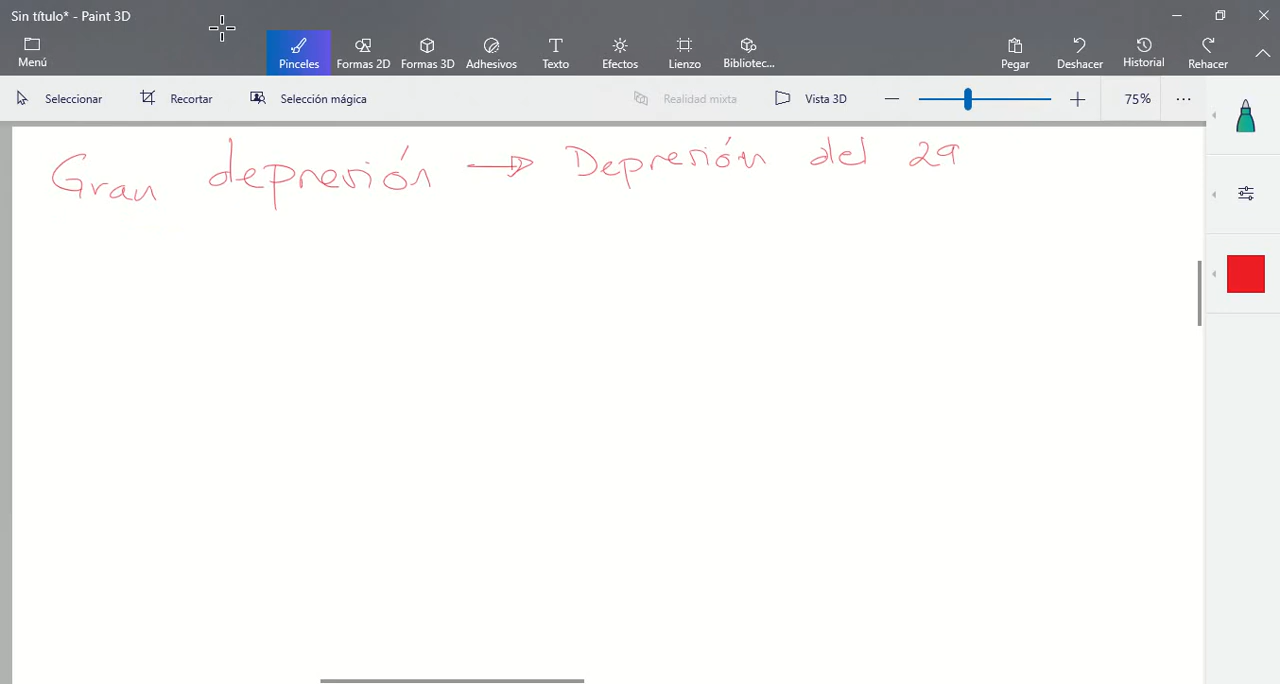 Sin título* - Paint 3D
Menú
Pinceles
Formas 2D
Formas 3D
Adhesivos
Texto
Efectos
Lienzo
Bibliotec...
Pegar
Deshacer
Historial
Rehacer
Seleccionar
Recortar
Selección mágica
Realidad mixta
Vista 3D
75%
Gran depresión → Depresión del 29